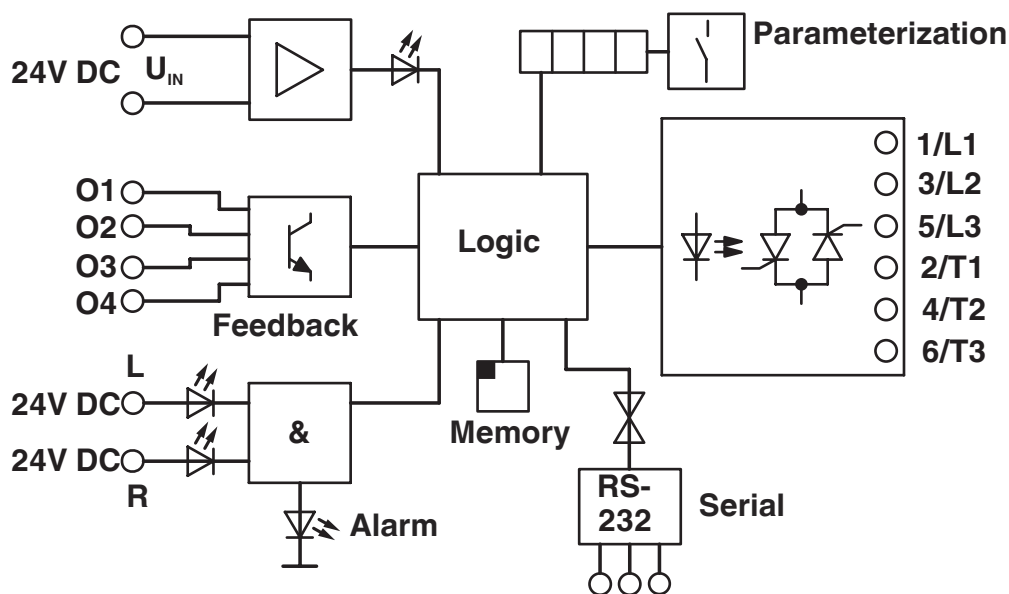 24V DC
U IN
Parameterization
1/L1
3/L2
5/L3
2/T1
4/T2
6/T3
O1
O2
O3
O4
Feedback
Logic
L
24V DC
24V DC
R
&
Alarm
Memory
RS-
232
Serial